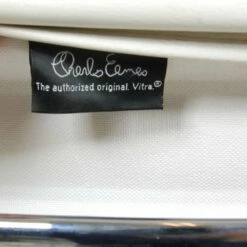 Charles Eames
The authorized original. Vitra.®